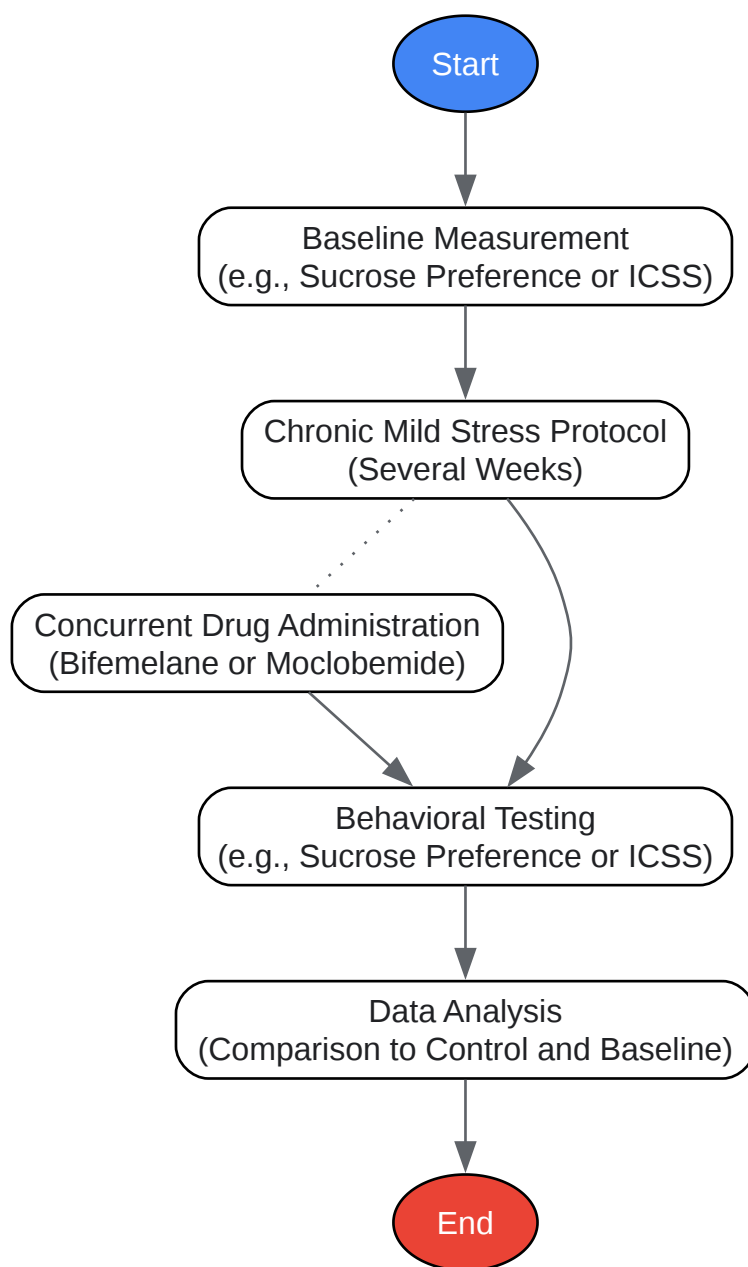 Start
Baseline Measurement
(e.g., Sucrose Preference or ICSS)
Chronic Mild Stress Protocol
(Several Weeks)
Concurrent Drug Administration
(Bifemelane or Moclobemide)
Behavioral Testing
(e.g., Sucrose Preference or ICSS)
Data Analysis
(Comparison to Control and Baseline)
End